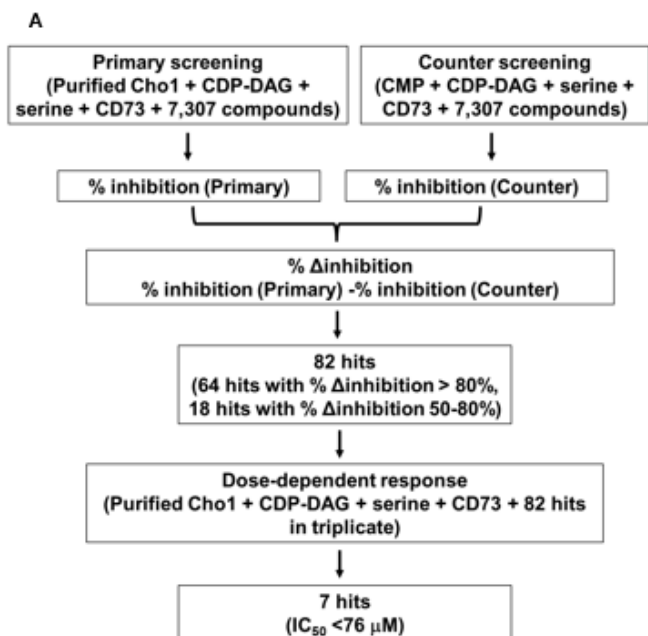 A
Primary screening
(Purified Cho1 + CDP-DAG +
serine + CD73 + 7,307 compounds)
Counter screening
(CMP + CDP-DAG + serine +
CD73 + 7,307 compounds)
% inhibition (Primary)
% inhibition (Counter)
% Δinhibition
% inhibition (Primary) -% inhibition (Counter)
82 hits
(64 hits with % Δinhibition > 80%,
18 hits with % Δinhibition 50-80%)
Dose-dependent response
(Purified Cho1 + CDP-DAG + serine + CD73 + 82 hits
in triplicate)
7 hits
(IC₅₀ <76 μM)